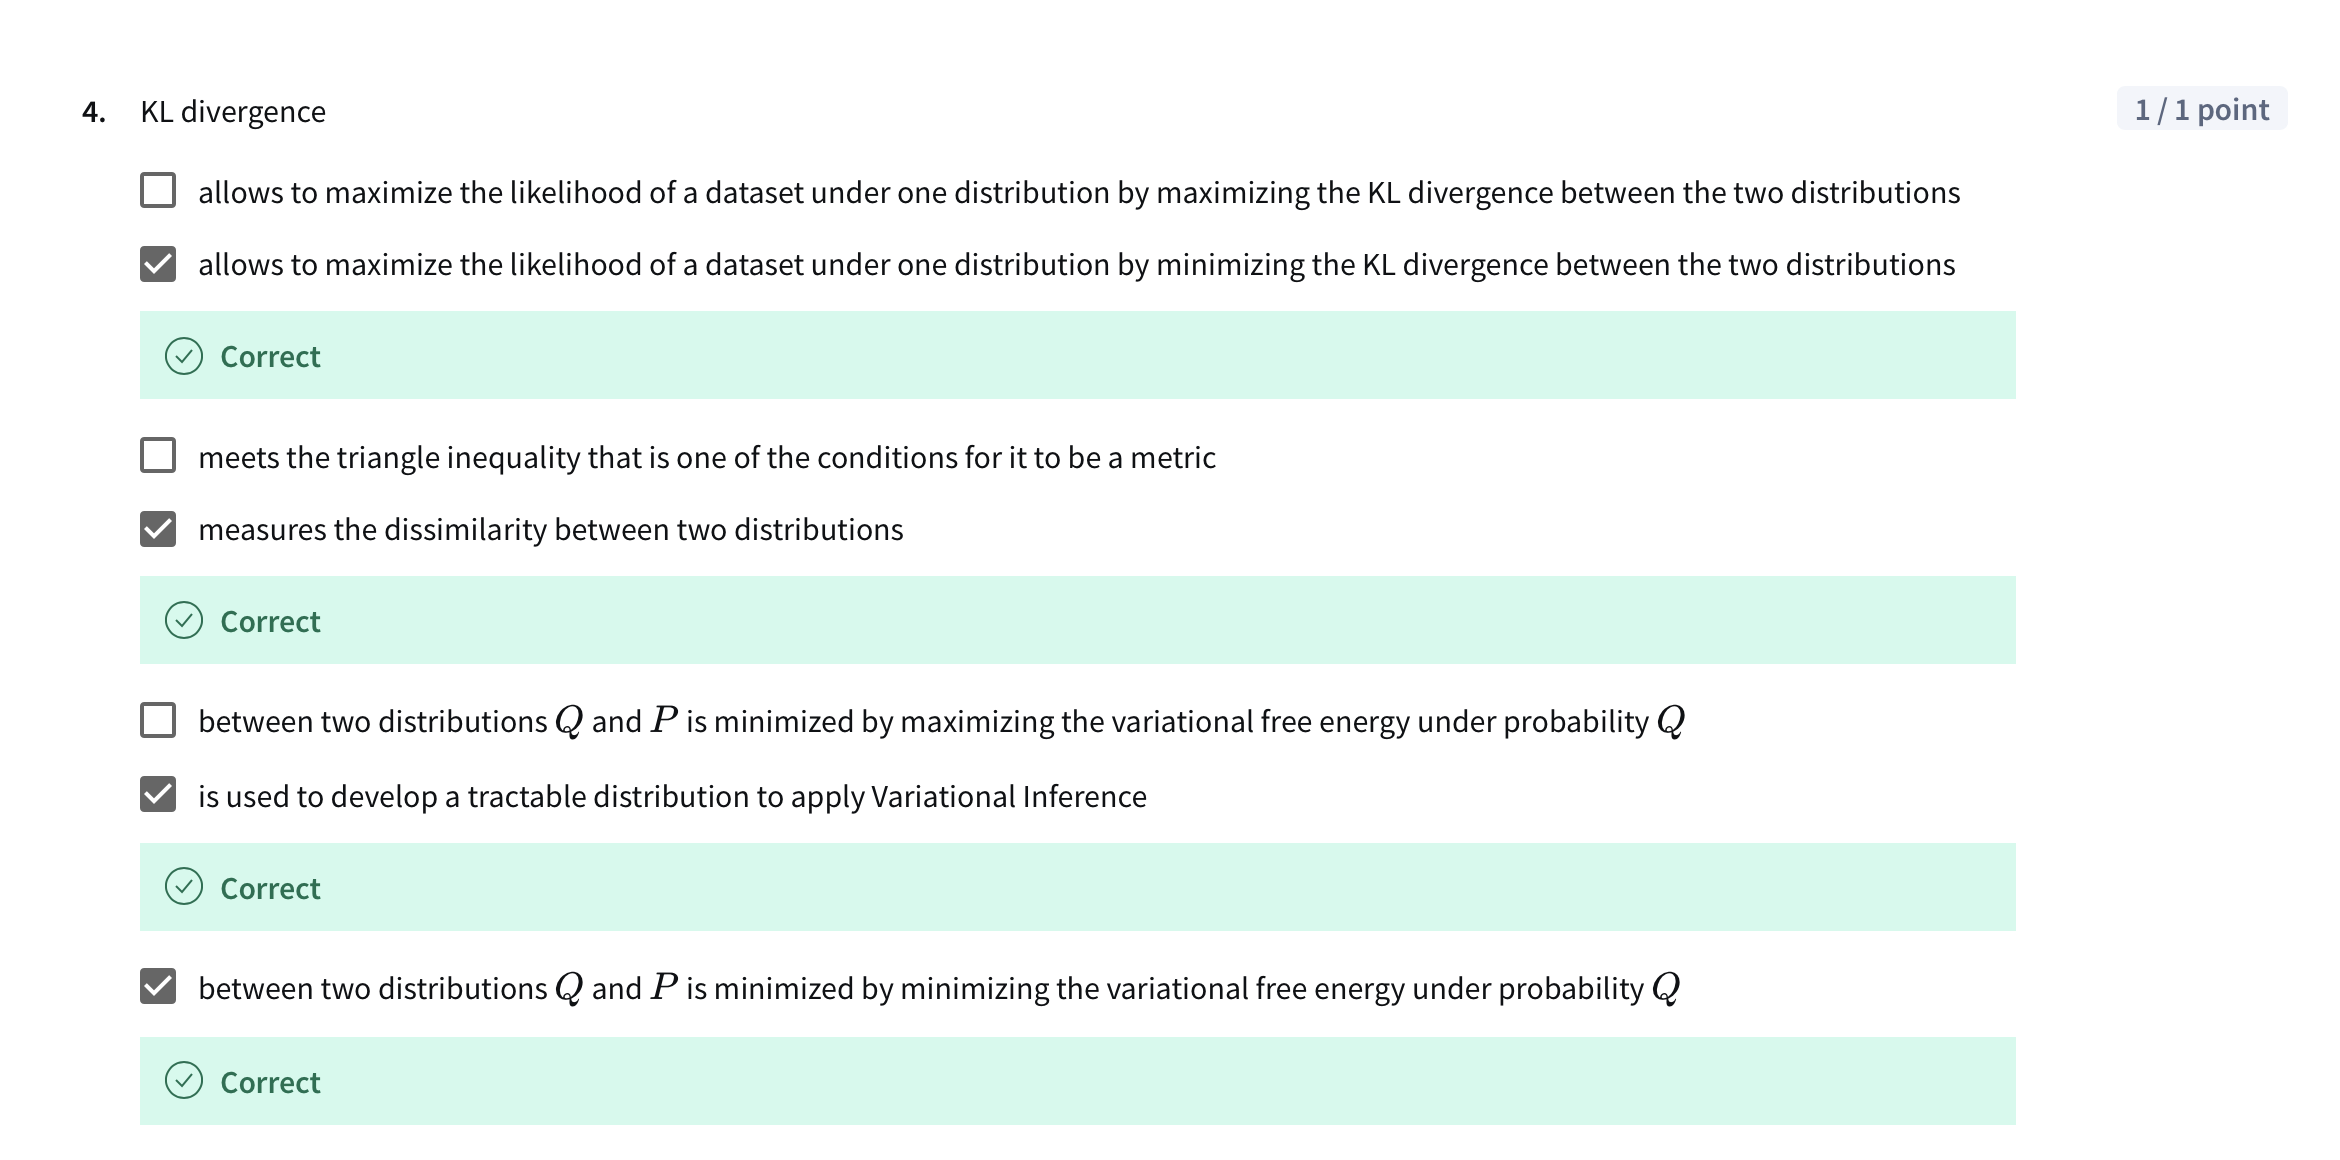 4. KL divergence 1 / 1 point
allows to maximize the likelihood of a dataset under one distribution by maximizing the KL divergence between the two distributions
allows to maximize the likelihood of a dataset under one distribution by minimizing the KL divergence between the two distributions
Correct
meets the triangle inequality that is one of the conditions for it to be a metric
measures the dissimilarity between two distributions
Correct
between two distributions Q and P is minimized by maximizing the variational free energy under probability Q
is used to develop a tractable distribution to apply Variational Inference
Correct
between two distributions Q and P is minimized by minimizing the variational free energy under probability Q
Correct